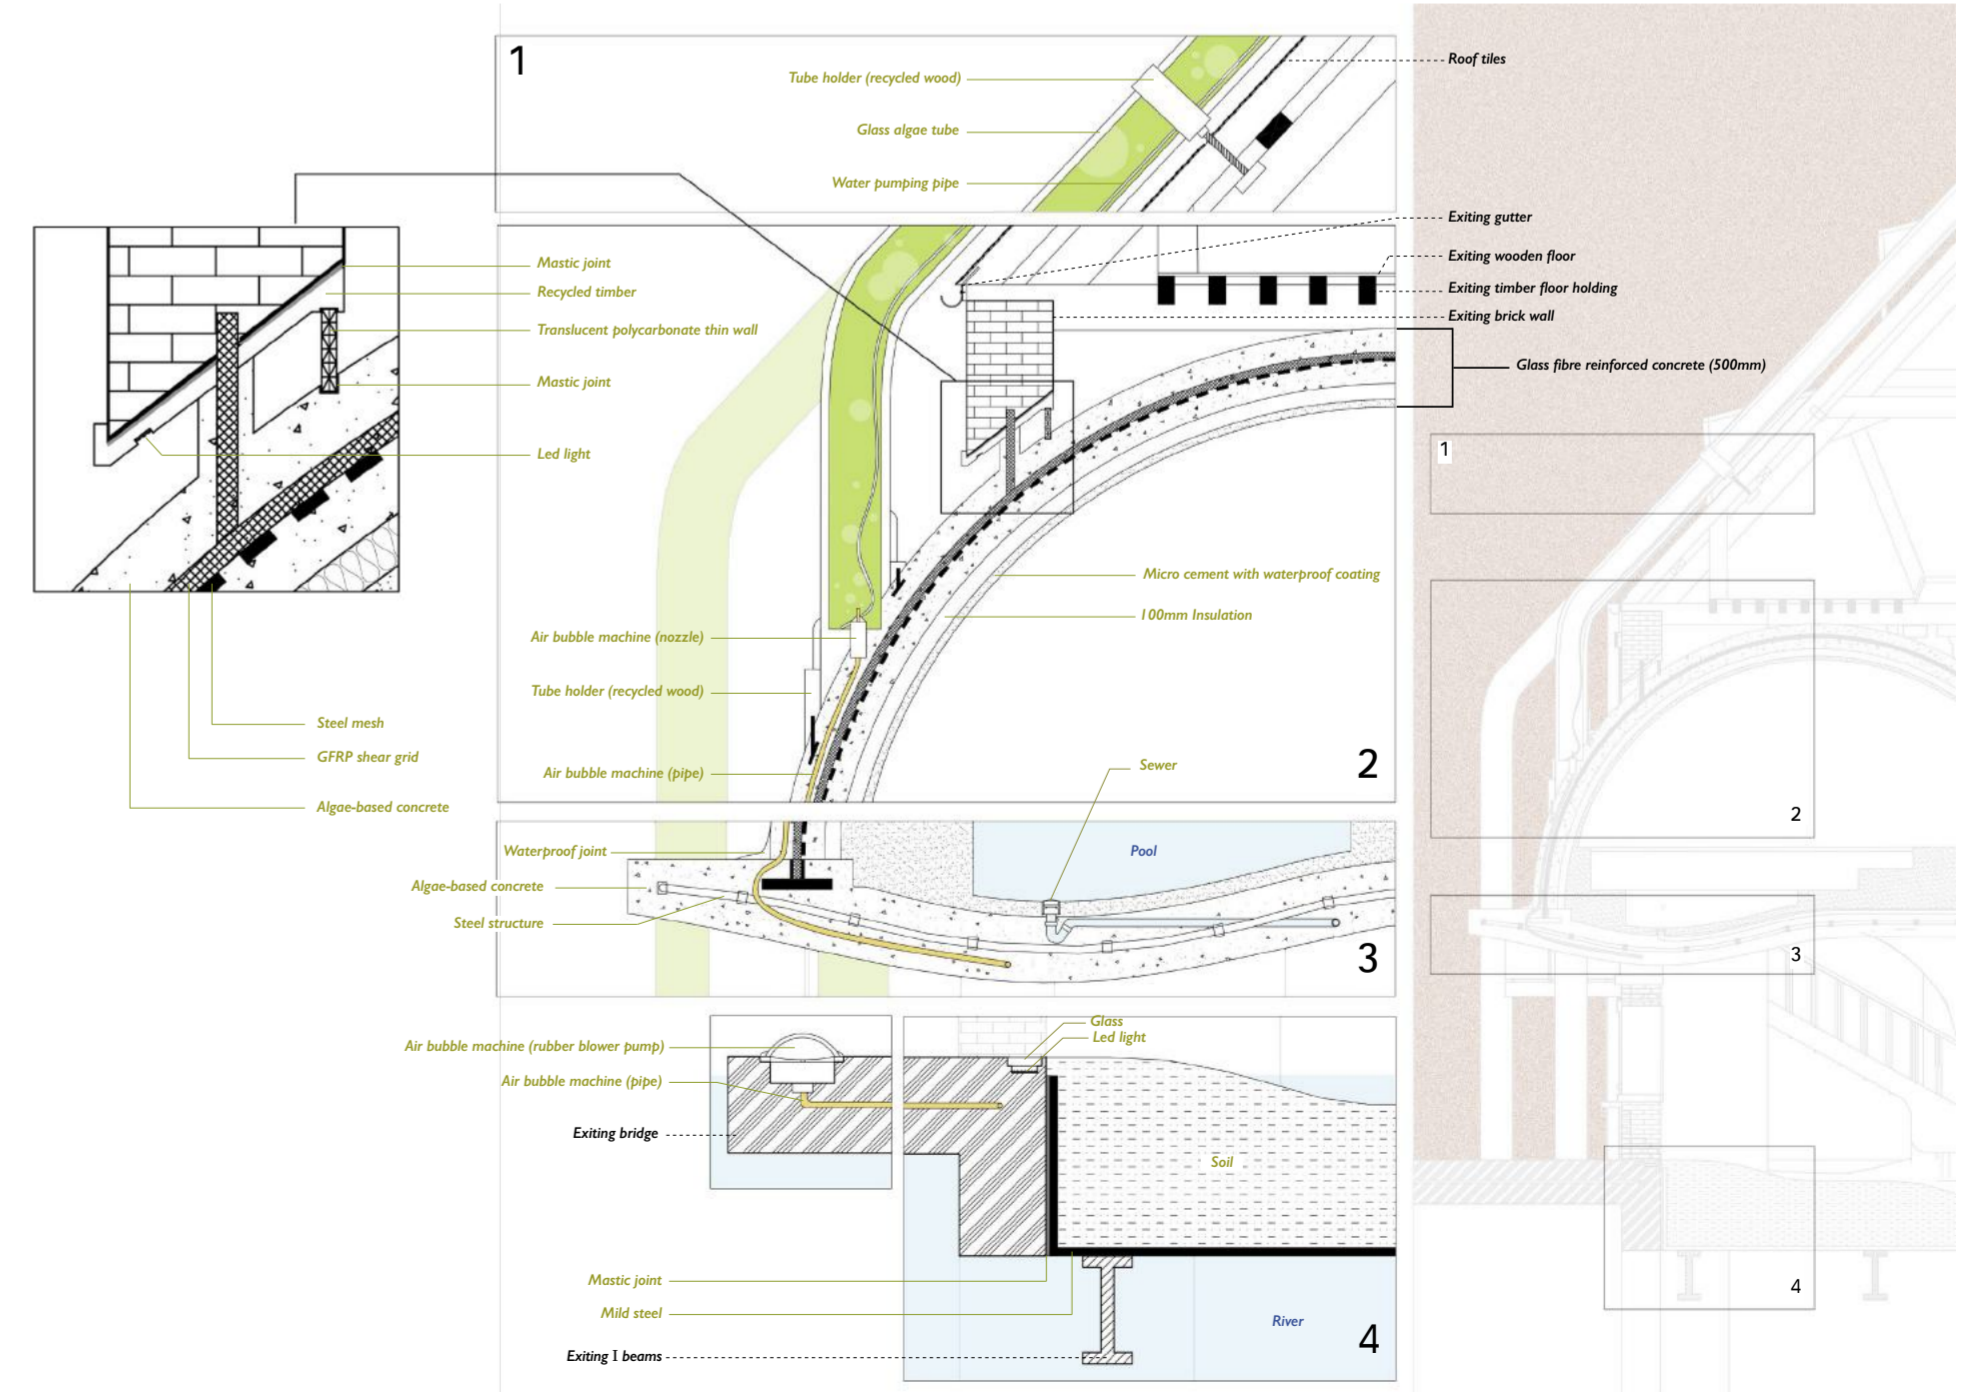 1
Tube holder (recycled wood)
Glass algae tube
Water pumping pipe
Roof tiles
Exiting gutter
Exiting wooden floor
Exiting timber floor holding
Exiting brick wall
Glass fibre reinforced concrete (500mm)
Mastic joint
Recycled timber
Translucent polycarbonate thin wall
Mastic joint
Led light
Steel mesh
GFRP shear grid
Algae-based concrete
Micro cement with waterproof coating
100mm Insulation
Air bubble machine (nozzle)
Tube holder (recycled wood)
Air bubble machine (pipe)
2
Sewer
Waterproof joint
Pool
Algae-based concrete
Steel structure
3
Glass
Led light
Air bubble machine (rubber blower pump)
Air bubble machine (pipe)
Exiting bridge
Soil
Mastic joint
Mild steel
River
Exiting I beams
4
1
2
3
4